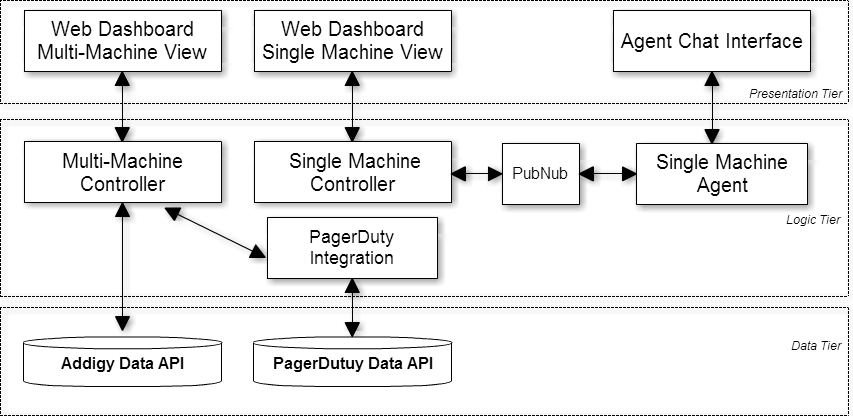 Web Dashboard
Multi-Machine View
Web Dashboard
Single Machine View
Agent Chat Interface
Presentation Tier
Multi-Machine
Controller
Single Machine
Controller
PubNub
Single Machine
Agent
Logic Tier
PagerDuty
Integration
Data Tier
Addigy Data API
PagerDutuy Data API